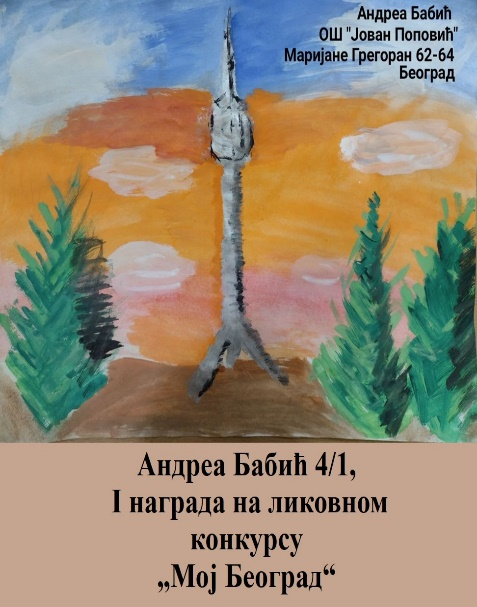 Андреа Бабић
ОШ "Јован Поповић"
Маријане Грегоран 62-64
Београд
Андреа Бабић 4/1,
I награда на ликовном
конкурсу
„Мој Београд“